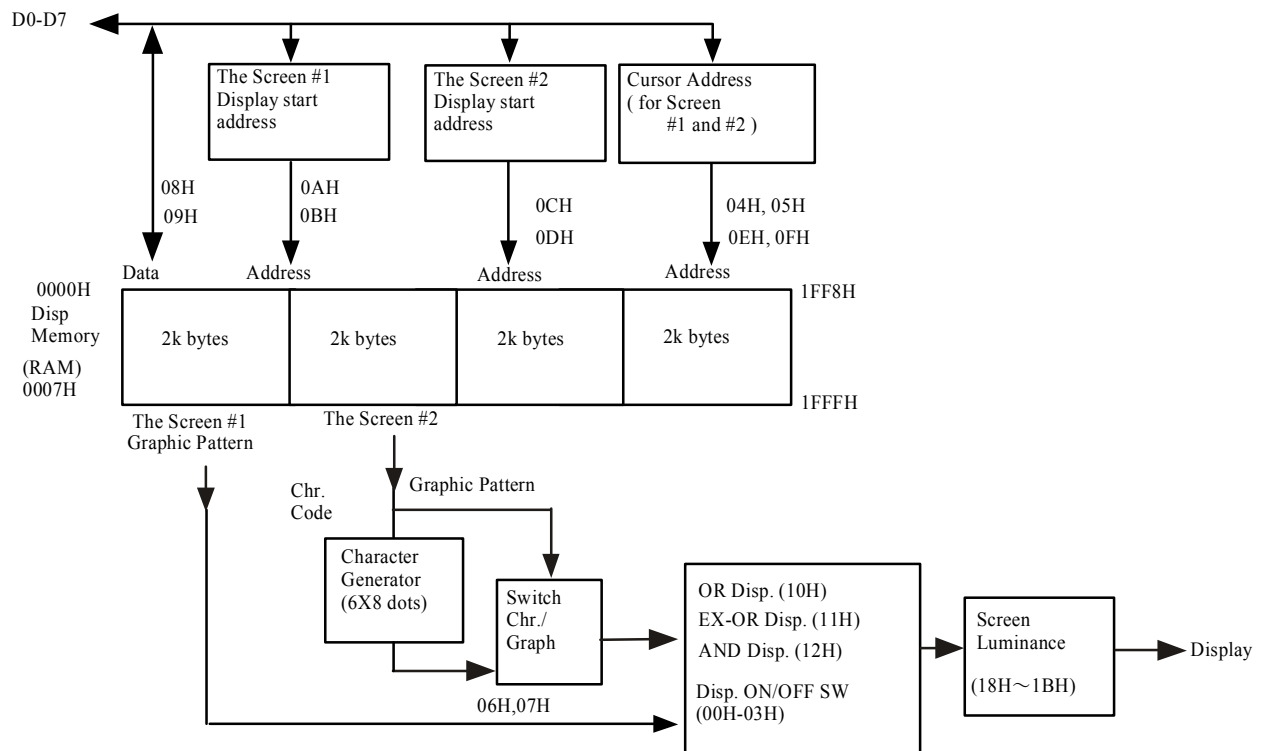 D0-D7
The Screen #1
Display start
address
The Screen #2
Display start
address
Cursor Address
( for Screen
#1 and #2 )
08H
09H
0AH
0BH
0CH
0DH
04H, 05H
0EH, 0FH
Data
Address
Address
Address
0000H
Disp
Memory
(RAM)
0007H
2k bytes
2k bytes
2k bytes
2k bytes
1FF8H
1FFFH
The Screen #1
Graphic Pattern
The Screen #2
Chr.
Code
Graphic Pattern
Character
Generator
(6X8 dots)
Switch
Chr./
Graph
06H,07H
OR Disp. (10H)
EX-OR Disp. (11H)
AND Disp. (12H)
Disp. ON/OFF SW
(00H-03H)
Screen
Luminance
(18H～1BH)
Display